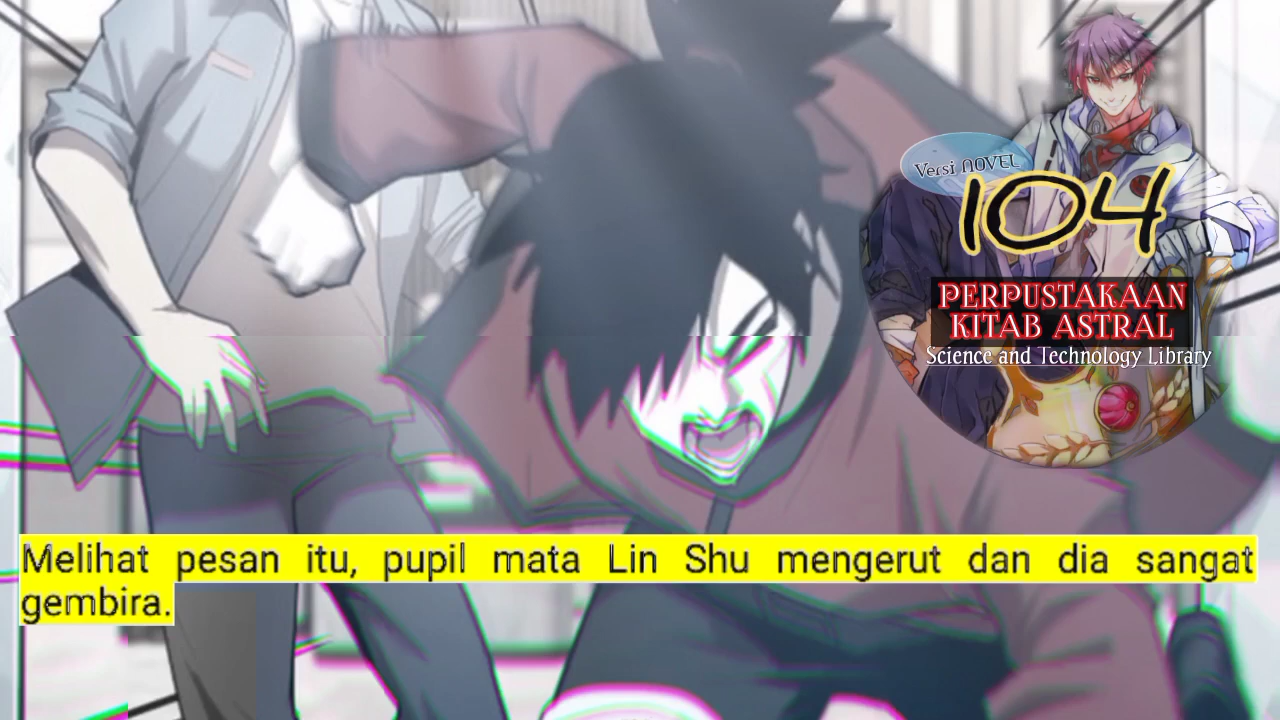 Versi NOVEL
104
PERPUSTAKAAN
KITAB ASTRAL
Science and Technology Library
Melihat pesan itu, pupil mata Lin Shu mengerut dan dia sangat
gembira.